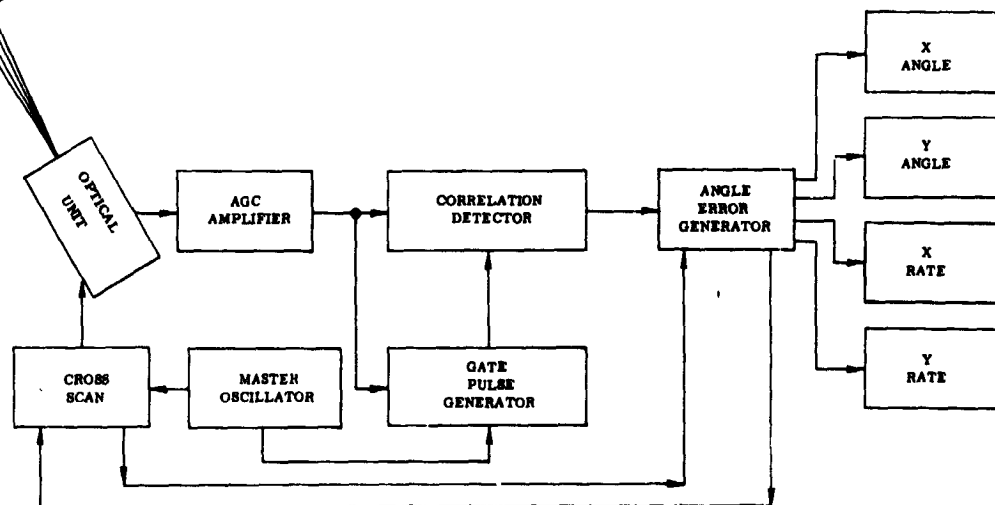 X
ANGLE
Y
ANGLE
OPTICAL
UNIT
AGC
AMPLIFIER
CORRELATION
DETECTOR
ANGLE
ERROR
GENERATOR
X
RATE
CROSS
SCAN
MASTER
OSCILLATOR
GATE
PULSE
GENERATOR
Y
RATE